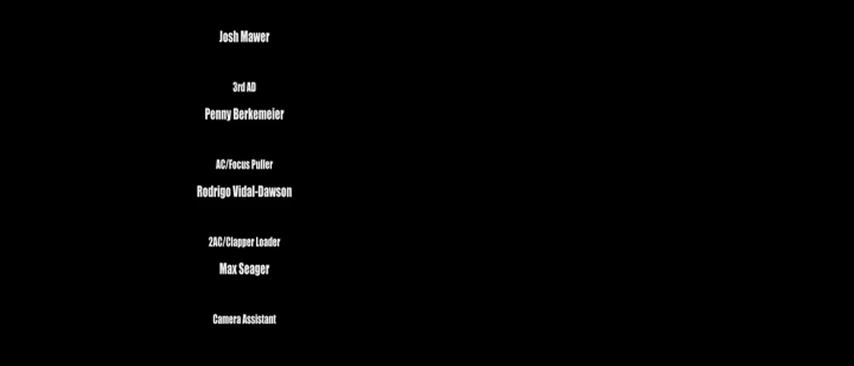 Josh Mawer
3rd AD
Penny Berkemeier
AC/Focus Puller
Rodrigo Vidal-Dawson
2AC/Clapper Loader
Max Seager
Camera Assistant